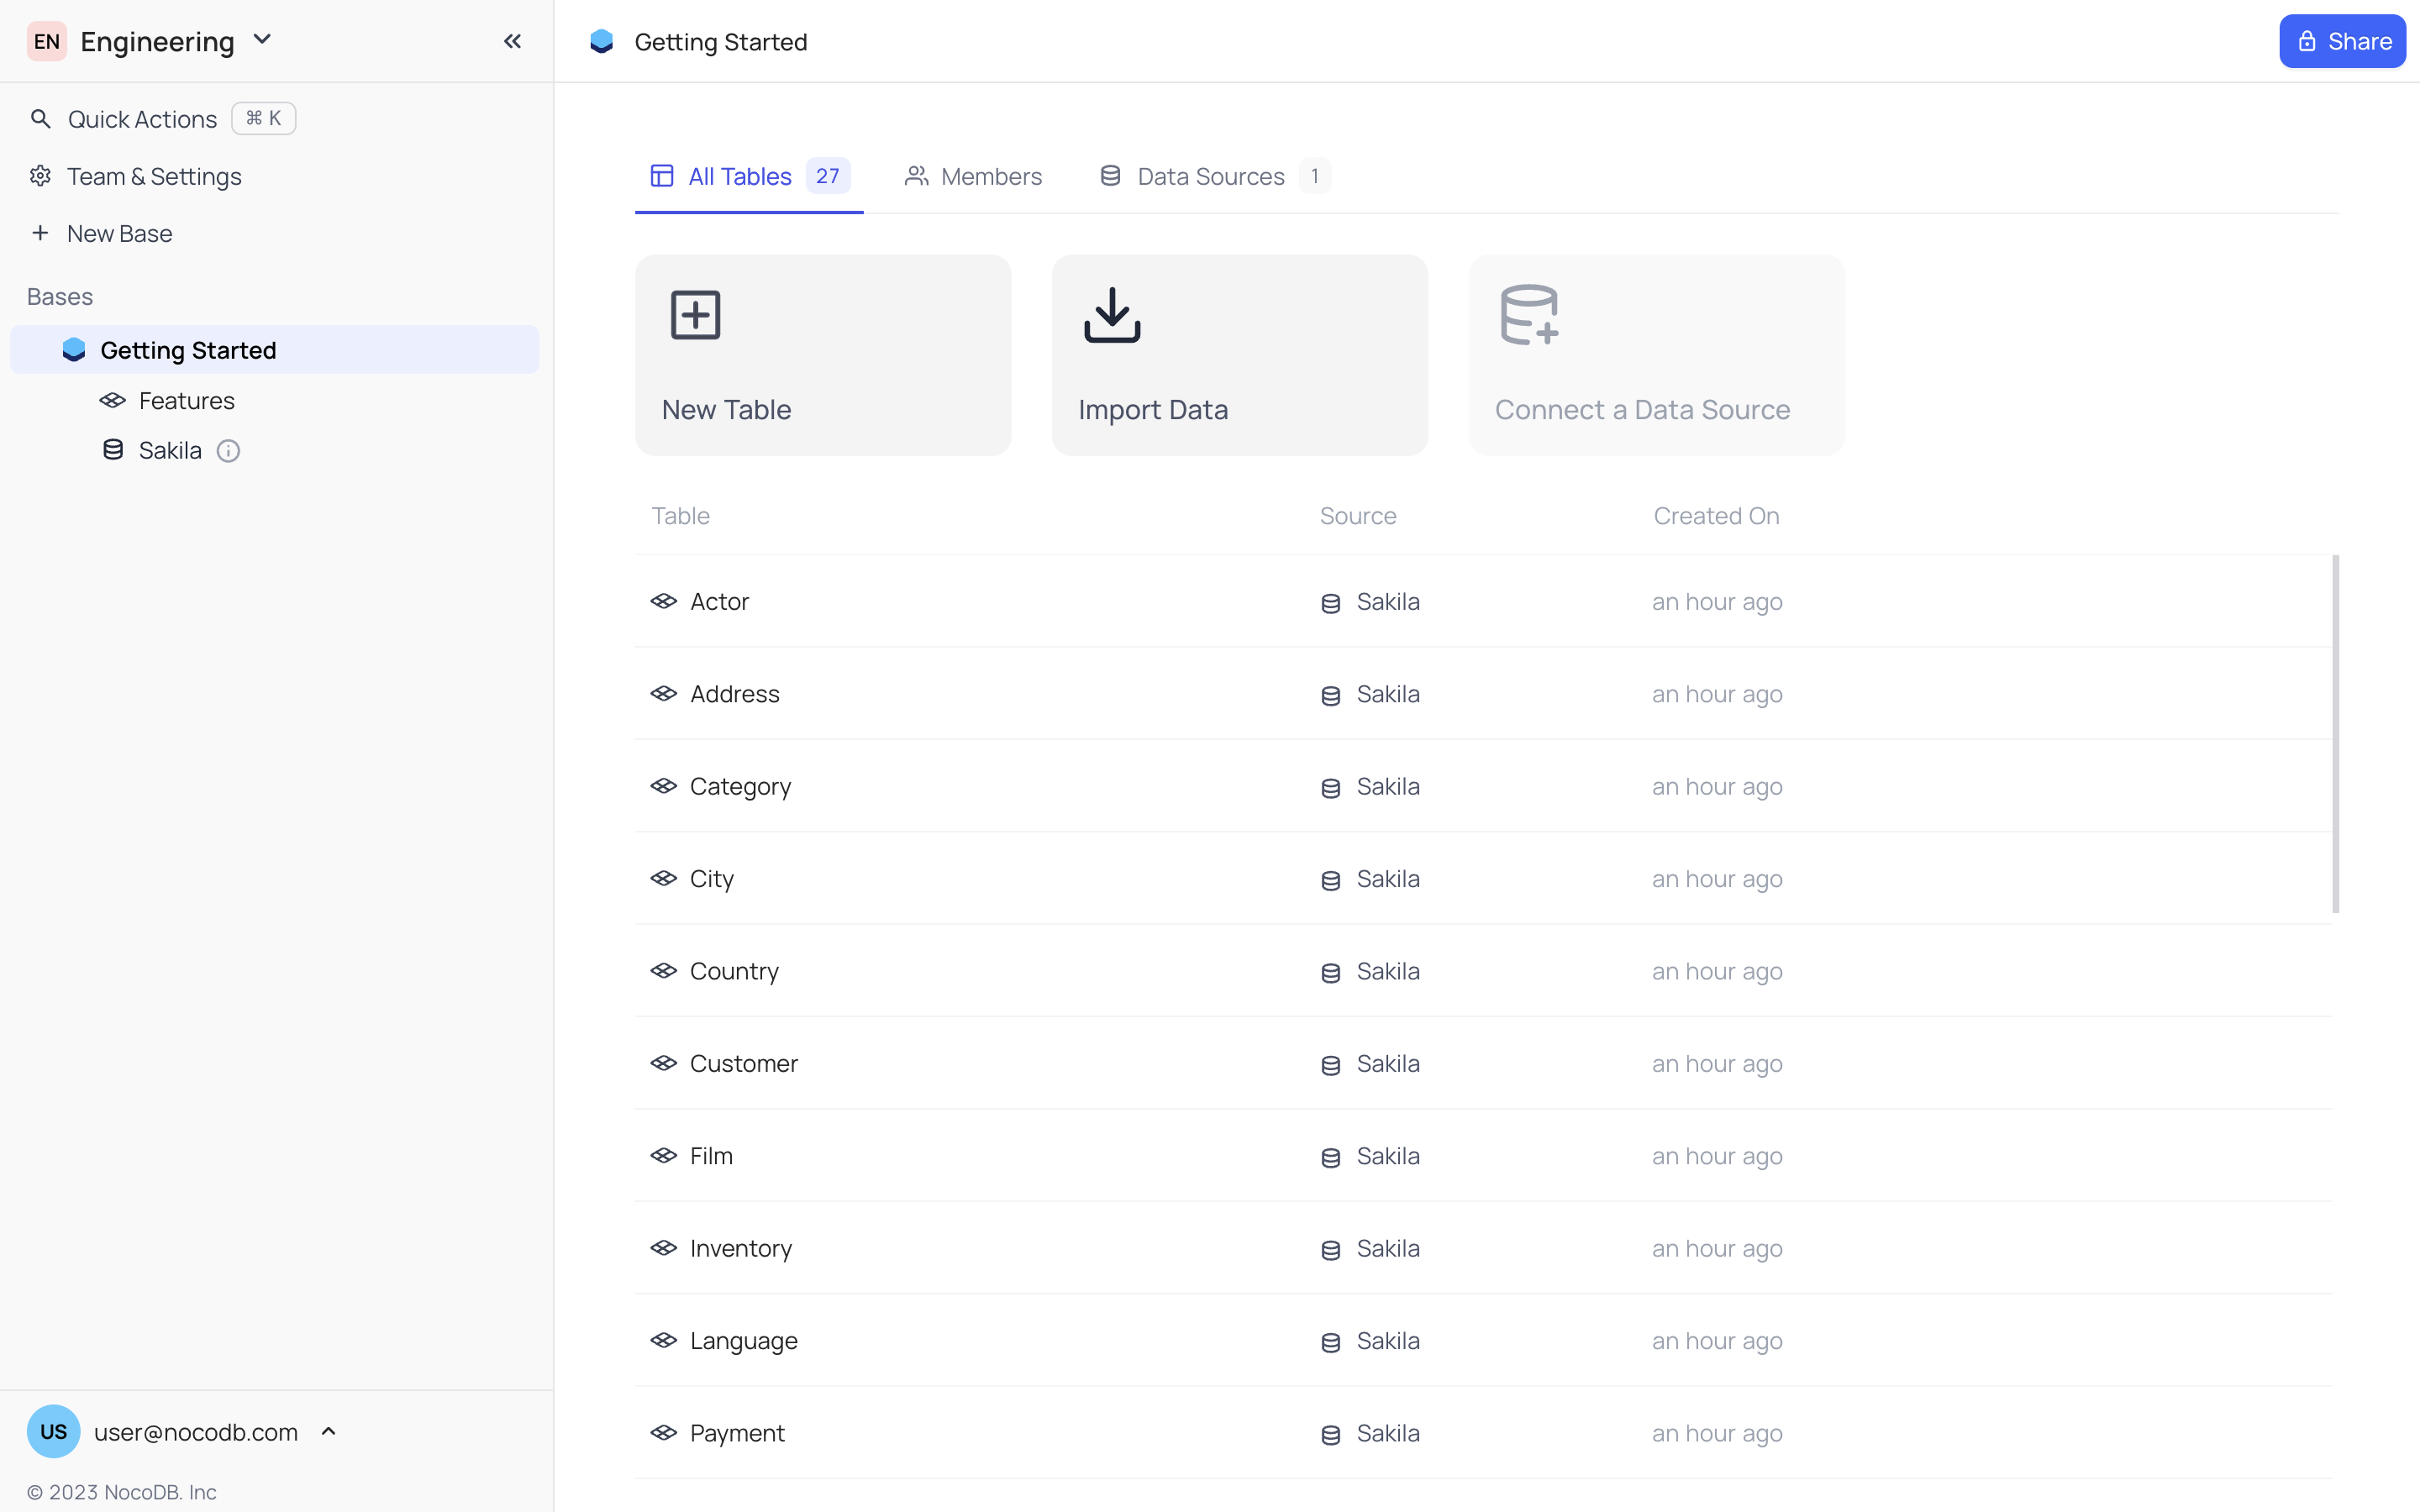 EN Engineering
Quick Actions ⌘ K
Team & Settings
New Base
Bases
Getting Started
Features
Sakila
US user@nocodb.com
© 2023 NocoDB. Inc
Getting Started
Share
All Tables 27 Members Data Sources 1
New Table Import Data Connect a Data Source
Table Source Created On
Actor Sakila an hour ago
Address Sakila an hour ago
Category Sakila an hour ago
City Sakila an hour ago
Country Sakila an hour ago
Customer Sakila an hour ago
Film Sakila an hour ago
Inventory Sakila an hour ago
Language Sakila an hour ago
Payment Sakila an hour ago